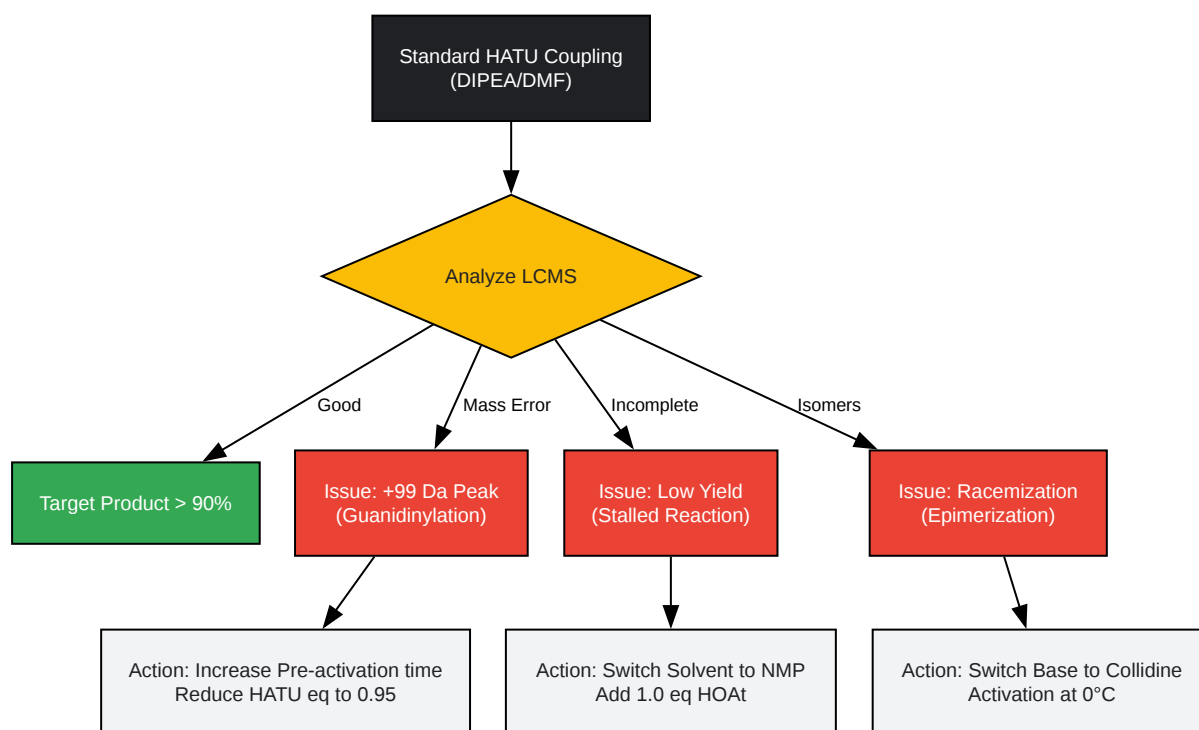 Standard HATU Coupling
(DIPEA/DMF)
Analyze LCMS
Good
Mass Error
Incomplete
Isomers
Target Product > 90%
Issue: +99 Da Peak
(Guanidinylation)
Issue: Low Yield
(Stalled Reaction)
Issue: Racemization
(Epimerization)
Action: Increase Pre-activation time
Reduce HATU eq to 0.95
Action: Switch Solvent to NMP
Add 1.0 eq HOAt
Action: Switch Base to Collidine
Activation at 0°C